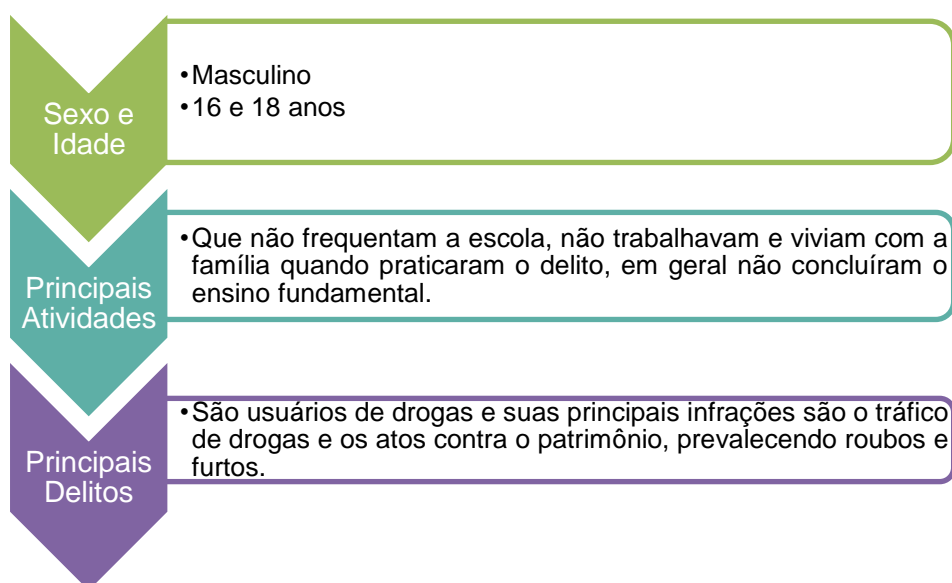 Sexo e
Idade
•Masculino
•16 e 18 anos
Principais
Atividades
•Que não frequentam a escola, não trabalhavam e viviam com a
família quando praticaram o delito, em geral não concluíram o
ensino fundamental.
Principais
Delitos
•São usuários de drogas e suas principais infrações são o tráfico
de drogas e os atos contra o patrimônio, prevalecendo roubos e
furtos.